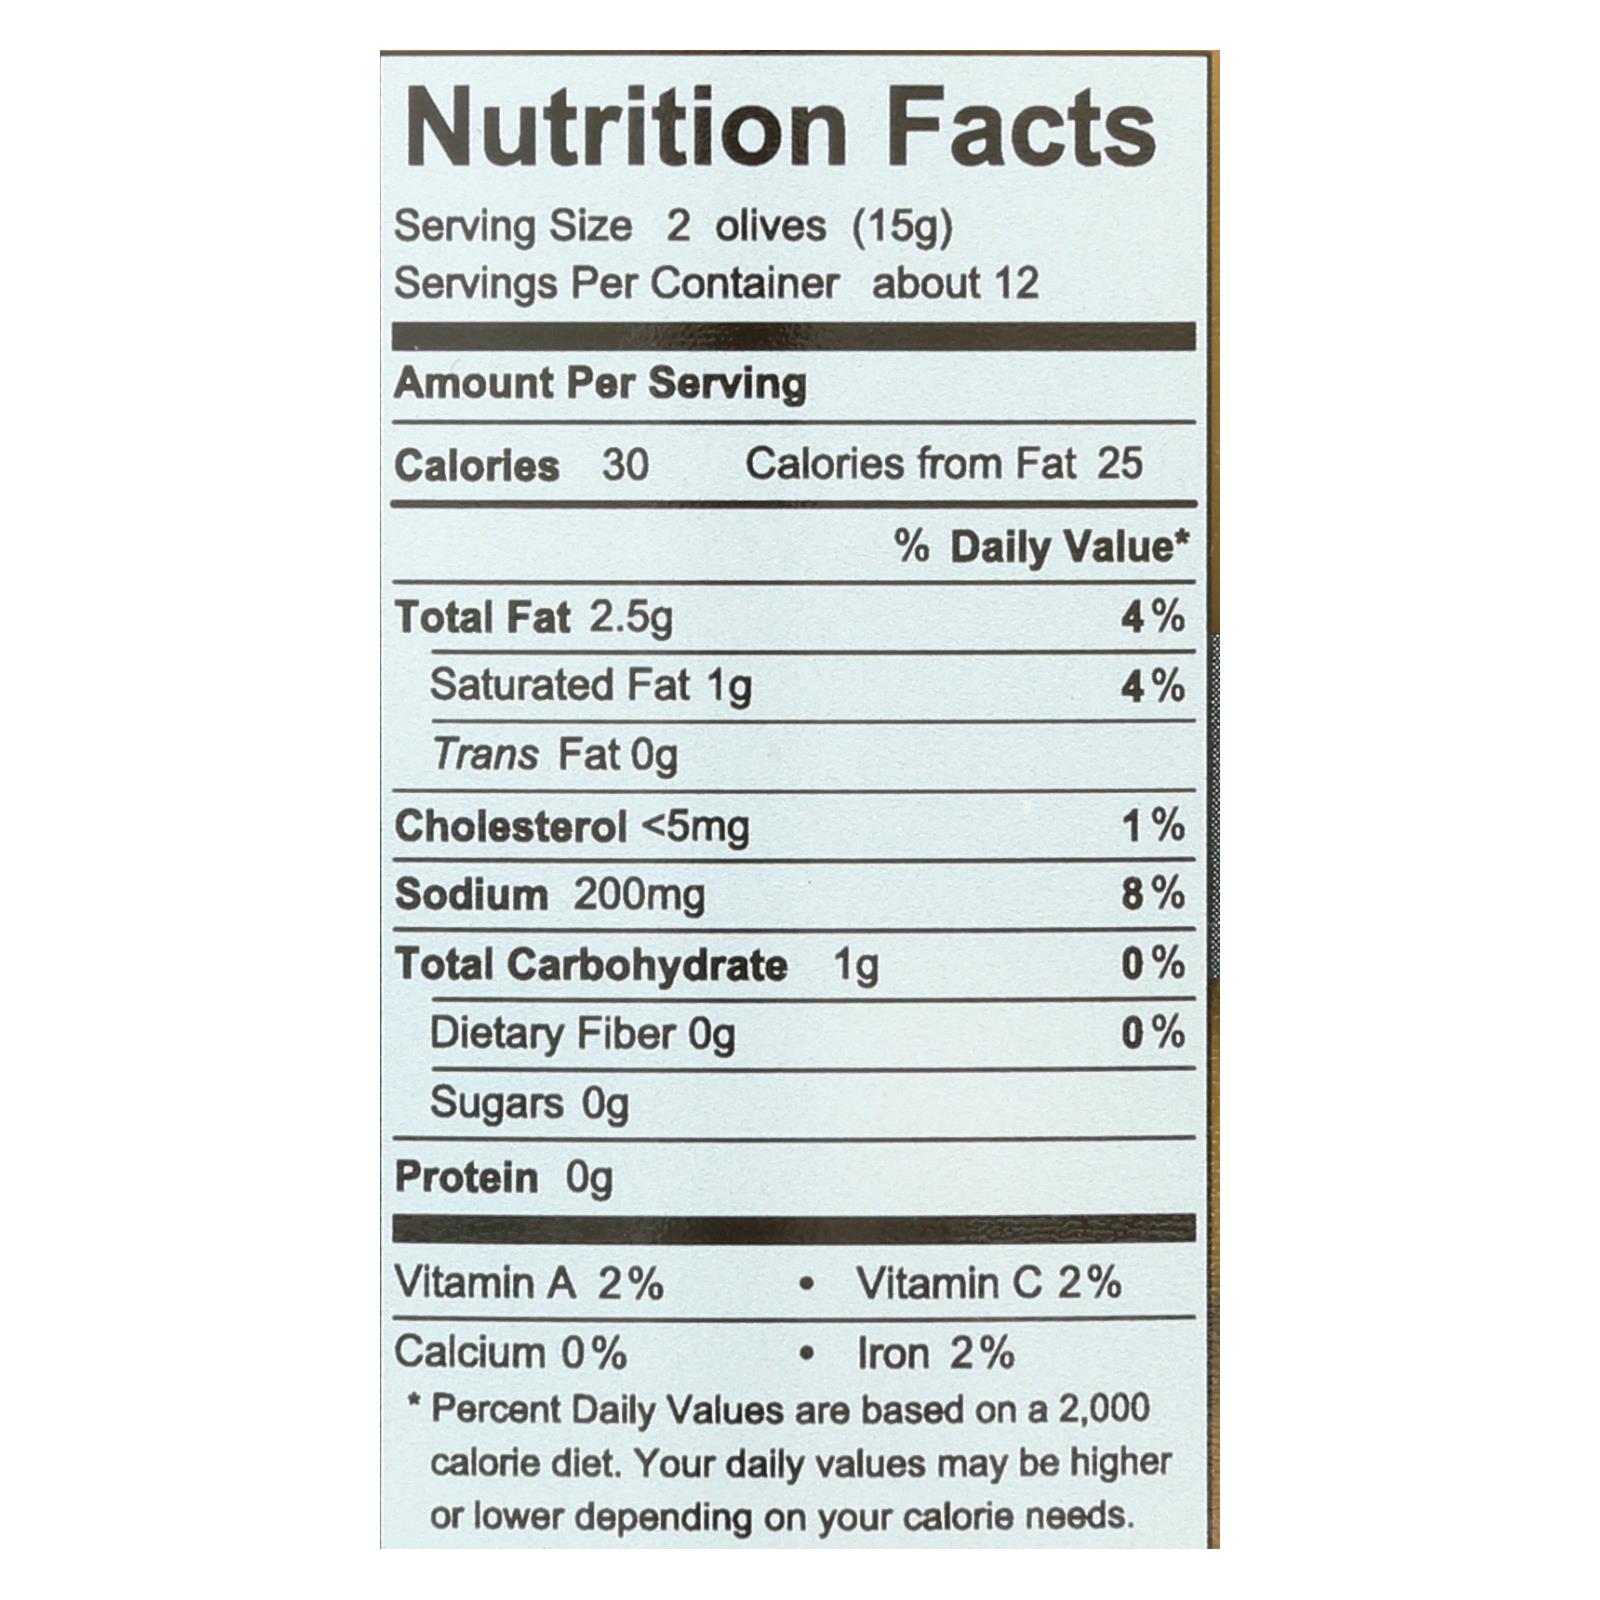 Nutrition Facts
Serving Size 2 olives (15g)
Servings Per Container about 12
Amount Per Serving
Calories 30 Calories from Fat 25
% Daily Value*
Total Fat 2.5g 4%
Saturated Fat 1g 4%
Trans Fat 0g
Cholesterol <5mg 1%
Sodium 200mg 8%
Total Carbohydrate 1g 0%
Dietary Fiber 0g 0%
Sugars 0g
Protein 0g
Vitamin A 2% • Vitamin C 2%
Calcium 0% • Iron 2%
* Percent Daily Values are based on a 2,000
calorie diet. Your daily values may be higher
or lower depending on your calorie needs.